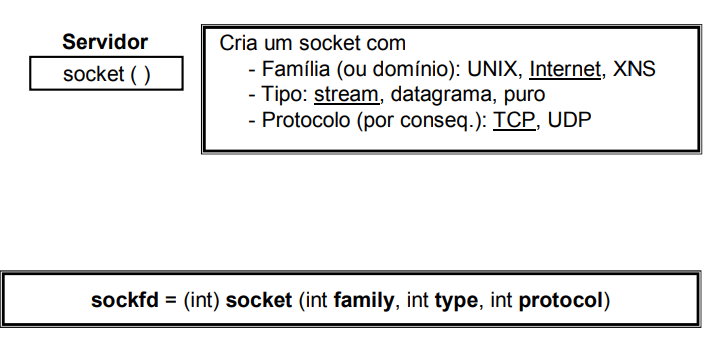 Servidor
socket ( )
Cria um socket com
- Família (ou domínio): UNIX, Internet, XNS
- Tipo: stream, datagrama, puro
- Protocolo (por conseq.): TCP, UDP
sockfd = (int) socket (int family, int type, int protocol)